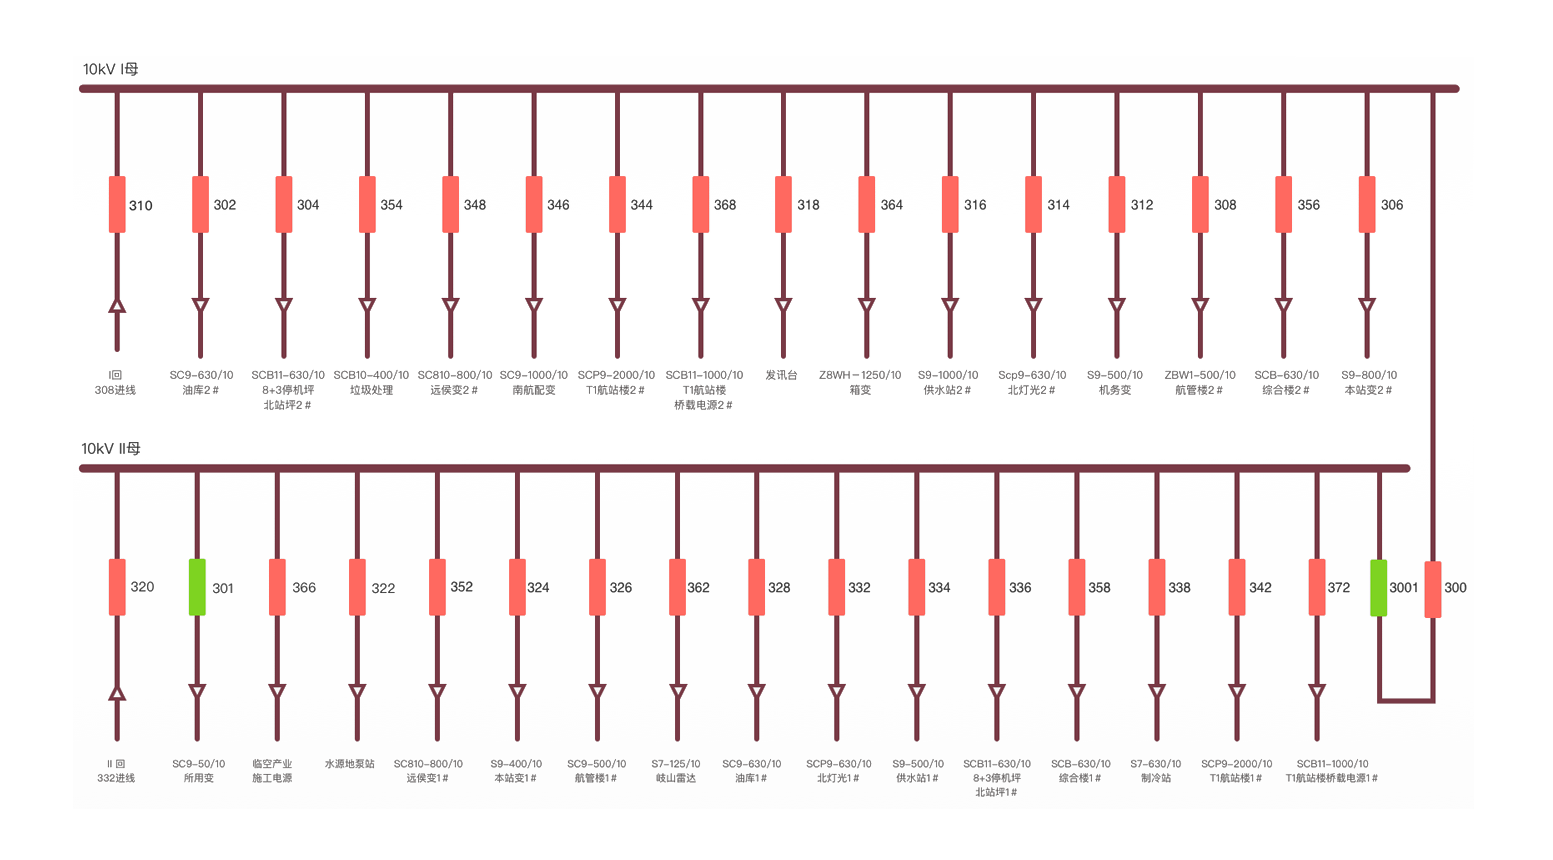 10kV I母
310
302
304
354
348
346
344
368
318
364
316
314
312
308
356
306
I回
308进线
SC9-630/10
油库2#
SCB11-630/10
8+3停机坪
北站坪2#
SCB10-400/10
垃圾处理
SC810-800/10
远侯变2#
SC9-1000/10
南航配变
SCP9-2000/10
T1航站楼2#
SCB11-1000/10
T1航站楼
桥载电源2#
发讯台
Z8WH-1250/10
箱变
S9-1000/10
供水站2#
Scp9-630/10
北灯光2#
S9-500/10
机务变
ZBW1-500/10
航管楼2#
SCB-630/10
综合楼2#
S9-800/10
本站变2#
10kV II母
320
301
366
322
352
324
326
362
328
332
334
336
358
338
342
372
3001
300
II 回
332进线
SC9-50/10
所用变
临空产业
施工电源
水源地泵站
SC810-800/10
远侯变1#
S9-400/10
本站变1#
SC9-500/10
航管楼1#
S7-125/10
岐山雷达
SC9-630/10
油库1#
SCP9-630/10
北灯光1#
S9-500/10
供水站1#
SCB11-630/10
8+3停机坪
北站坪1#
SCB-630/10
综合楼1#
S7-630/10
制冷站
SCP9-2000/10
T1航站楼1#
SCB11-1000/10
T1航站楼桥载电源1#